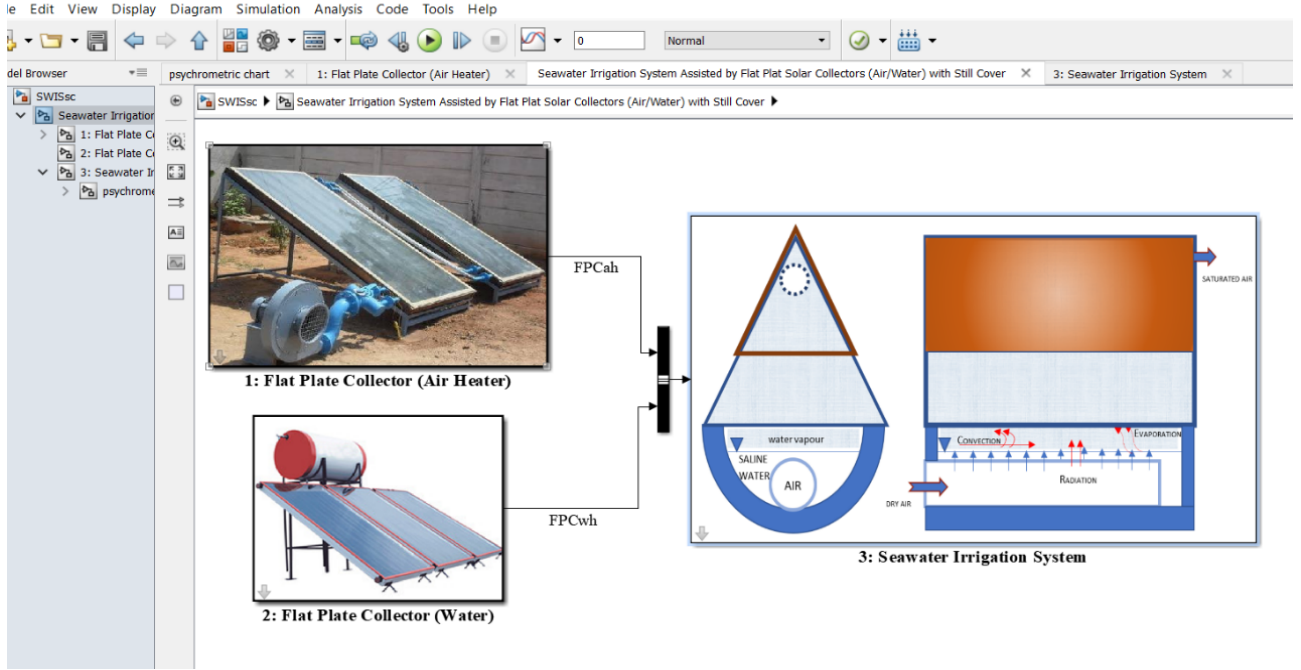 le Edit View Display Diagram Simulation Analysis Code Tools Help
0 Normal
del Browser
psychrometric chart
1: Flat Plate Collector (Air Heater)
Seawater Irrigation System Assisted by Flat Plat Solar Collectors (Air/Water) with Still Cover
3: Seawater Irrigation System
SWISsc
Seawater Irrigation
1: Flat Plate C
2: Flat Plate C
3: Seawater Ir
psychrome
SWISsc
Seawater Irrigation System Assisted by Flat Plat Solar Collectors (Air/Water) with Still Cover
FPCah
1: Flat Plate Collector (Air Heater)
FPCwh
2: Flat Plate Collector (Water)
SATURATED AIR
water vapour
SALINE
WATER
AIR
CONVECTION
EVAPORATION
RADIATION
DRY AIR
3: Seawater Irrigation System